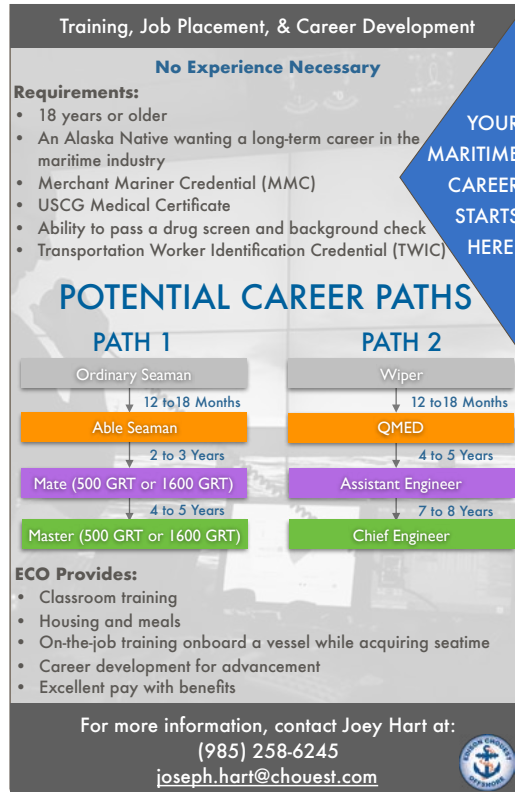 Training, Job Placement, & Career Development
No Experience Necessary
Requirements:
• 18 years or older
• An Alaska Native wanting a long-term career in the
maritime industry
• Merchant Mariner Credential (MMC)
• USCG Medical Certificate
• Ability to pass a drug screen and background check
• Transportation Worker Identification Credential (TWIC)
YOUR
MARITIME
CAREER
STARTS
HERE
POTENTIAL CAREER PATHS
PATH 1
Ordinary Seaman
12 to18 Months
Able Seaman
2 to 3 Years
Mate (500 GRT or 1600 GRT)
4 to 5 Years
Master (500 GRT or 1600 GRT)
PATH 2
Wiper
12 to18 Months
QMED
4 to 5 Years
Assistant Engineer
7 to 8 Years
Chief Engineer
ECO Provides:
• Classroom training
• Housing and meals
• On-the-job training onboard a vessel while acquiring seatime
• Career development for advancement
• Excellent pay with benefits
For more information, contact Joey Hart at:
(985) 258-6245
joseph.hart@chouest.com
EDISON CHOUEST
OFFSHORE